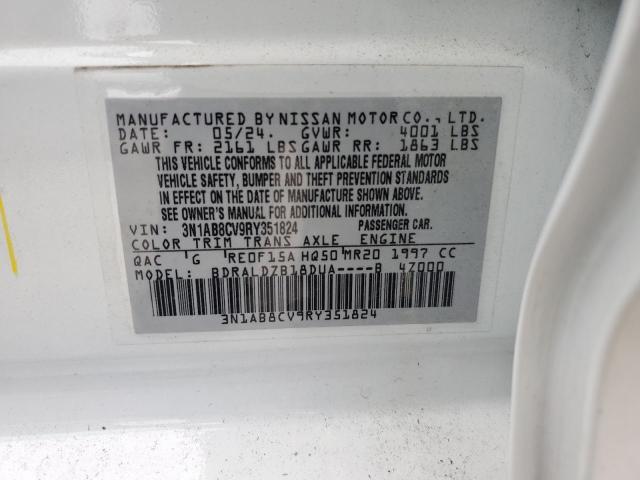 MANUFACTURED BY NISSAN MOTOR CO., LTD.
DATE: 05/24. GVWR: 4001 LBS
GAWR FR: 2161 LBS GAWR RR: 1863 LBS
THIS VEHICLE CONFORMS TO ALL APPLICABLE FEDERAL MOTOR
VEHICLE SAFETY, BUMPER AND THEFT PREVENTION STANDARDS
IN EFFECT ON THE DATE OF MANUFACTURE SHOWN ABOVE.
SEE OWNER'S MANUAL FOR ADDITIONAL INFORMATION.
VIN: 3N1AB8CV9RY351824 PASSENGER CAR.
COLOR TRIM TRANS AXLE ENGINE
QAC G RE0F15A HQ50 MR20 1997 CC
MODEL: BDRALDZB18DUA----B 4Z000
3N1AB8CV9RY351824